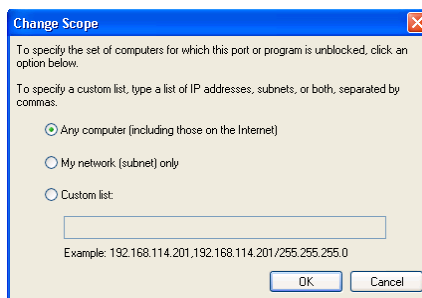 Change Scope
To specify the set of computers for which this port or program is unblocked, click an
option below.
To specify a custom list, type a list of IP addresses, subnets, or both, separated by
commas.
Any computer (including those on the Internet)
My network (subnet) only
Custom list:
Example: 192.168.114.201,192.168.114.201/255.255.255.0
OK Cancel